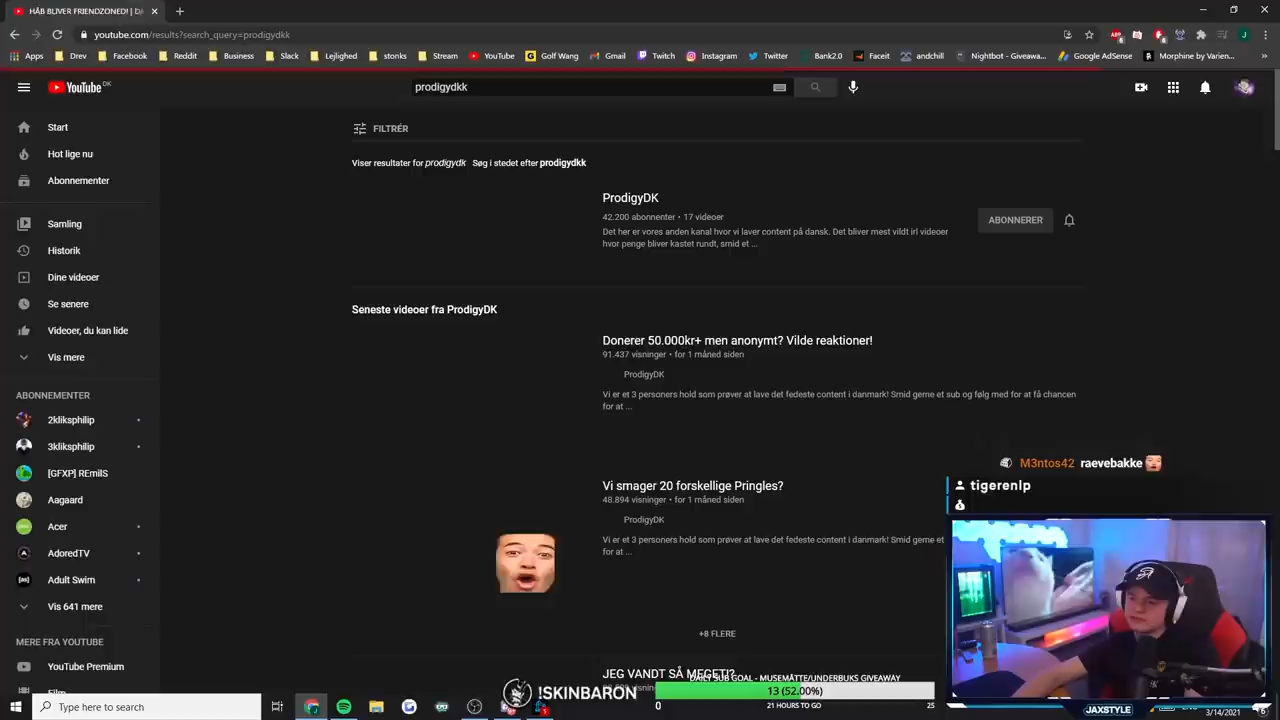 HÅB BLIVER FRIENDZONED! |
youtube.com/results?search_query=prodigydkk
Apps Drev Facebook Reddit Business Slack Lejlighed stonks Stream YouTube Golf Wang Gmail Twitch Instagram Twitter Bank2.0 Faceit andchill Nightbot - Giveawa... Google AdSense Morphine by Varien...
YouTube DK
prodigydkk
Start
Hot lige nu
Abonnementer
Samling
Historik
Dine videoer
Se senere
Videoer, du kan lide
Vis mere
ABONNEMENTER
2kliksphilip
3kliksphilip
[GFXP] REmilS
Aagaard
Acer
AdoredTV
Adult Swim
Vis 641 mere
MERE FRA YOUTUBE
YouTube Premium
Film
FILTRÉR
Viser resultater for prodigydk Søg i stedet efter prodigydkk
ProdigyDK
42.200 abonnenter • 17 videoer
Det her er vores anden kanal hvor vi laver content på dansk. Det bliver mest vildt irl videoer
hvor penge bliver kastet rundt, smid et ...
ABONNERER
Seneste videoer fra ProdigyDK
Donerer 50.000kr+ men anonymt? Vilde reaktioner!
91.437 visninger • for 1 måned siden
ProdigyDK
Vi er et 3 personers hold som prøver at lave det fedeste content i danmark! Smid gerne et sub og følg med for at få chancen
for at ...
Vi smager 20 forskellige Pringles?
48.894 visninger • for 1 måned siden
ProdigyDK
Vi er et 3 personers hold som prøver at lave det fedeste content i danmark! Smid gerne et
for at ...
+8 FLERE
JEG VANDT SÅ MEGET!?
M3ntos42 raevebakke
tigerenlp
DAILY SUB GOAL - MUSEMÅTTE/UNDERBUKS GIVEAWAY
13 (52.00%)
0 21 HOURS TO GO 25
!SKINBARON
JAXSTYLE
Type here to search
ENG
3/14/2021